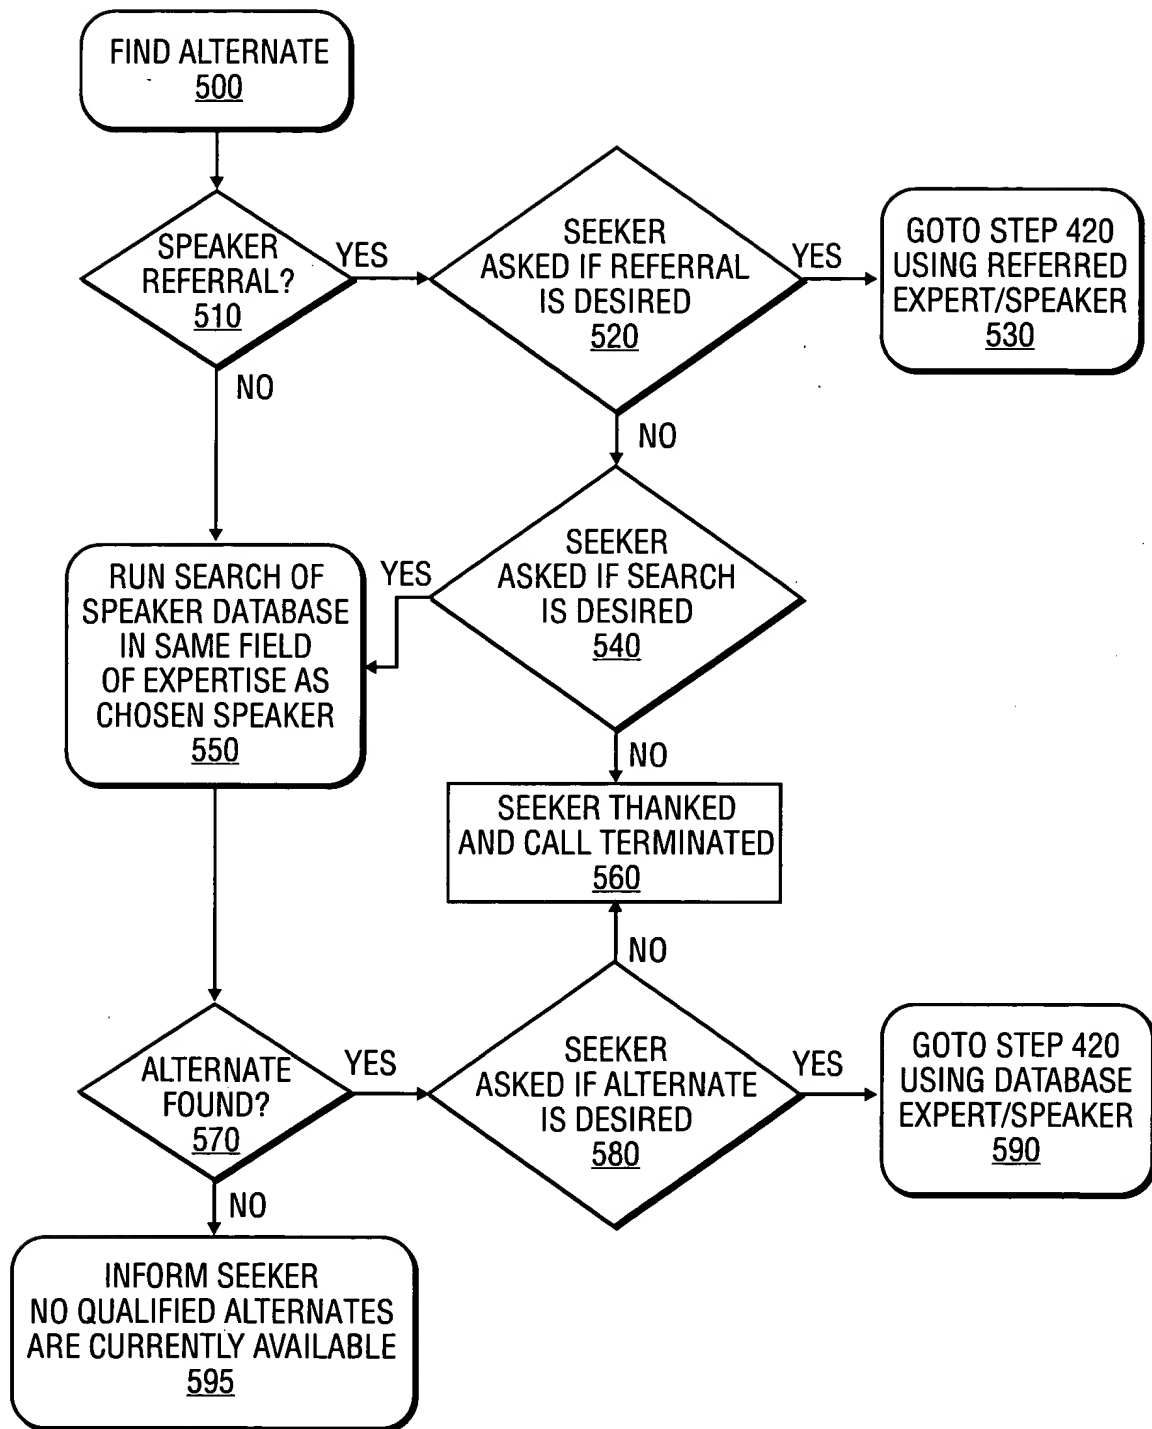 FIND ALTERNATE
500
SPEAKER
REFERRAL?
510
YES
NO
SEEKER
ASKED IF REFERRAL
IS DESIRED
520
YES
NO
GOTO STEP 420
USING REFERRED
EXPERT/SPEAKER
530
SEEKER
ASKED IF SEARCH
IS DESIRED
540
YES
NO
RUN SEARCH OF
SPEAKER DATABASE
IN SAME FIELD
OF EXPERTISE AS
CHOSEN SPEAKER
550
SEEKER THANKED
AND CALL TERMINATED
560
NO
ALTERNATE
FOUND?
570
YES
NO
SEEKER
ASKED IF ALTERNATE
IS DESIRED
580
YES
GOTO STEP 420
USING DATABASE
EXPERT/SPEAKER
590
INFORM SEEKER
NO QUALIFIED ALTERNATES
ARE CURRENTLY AVAILABLE
595